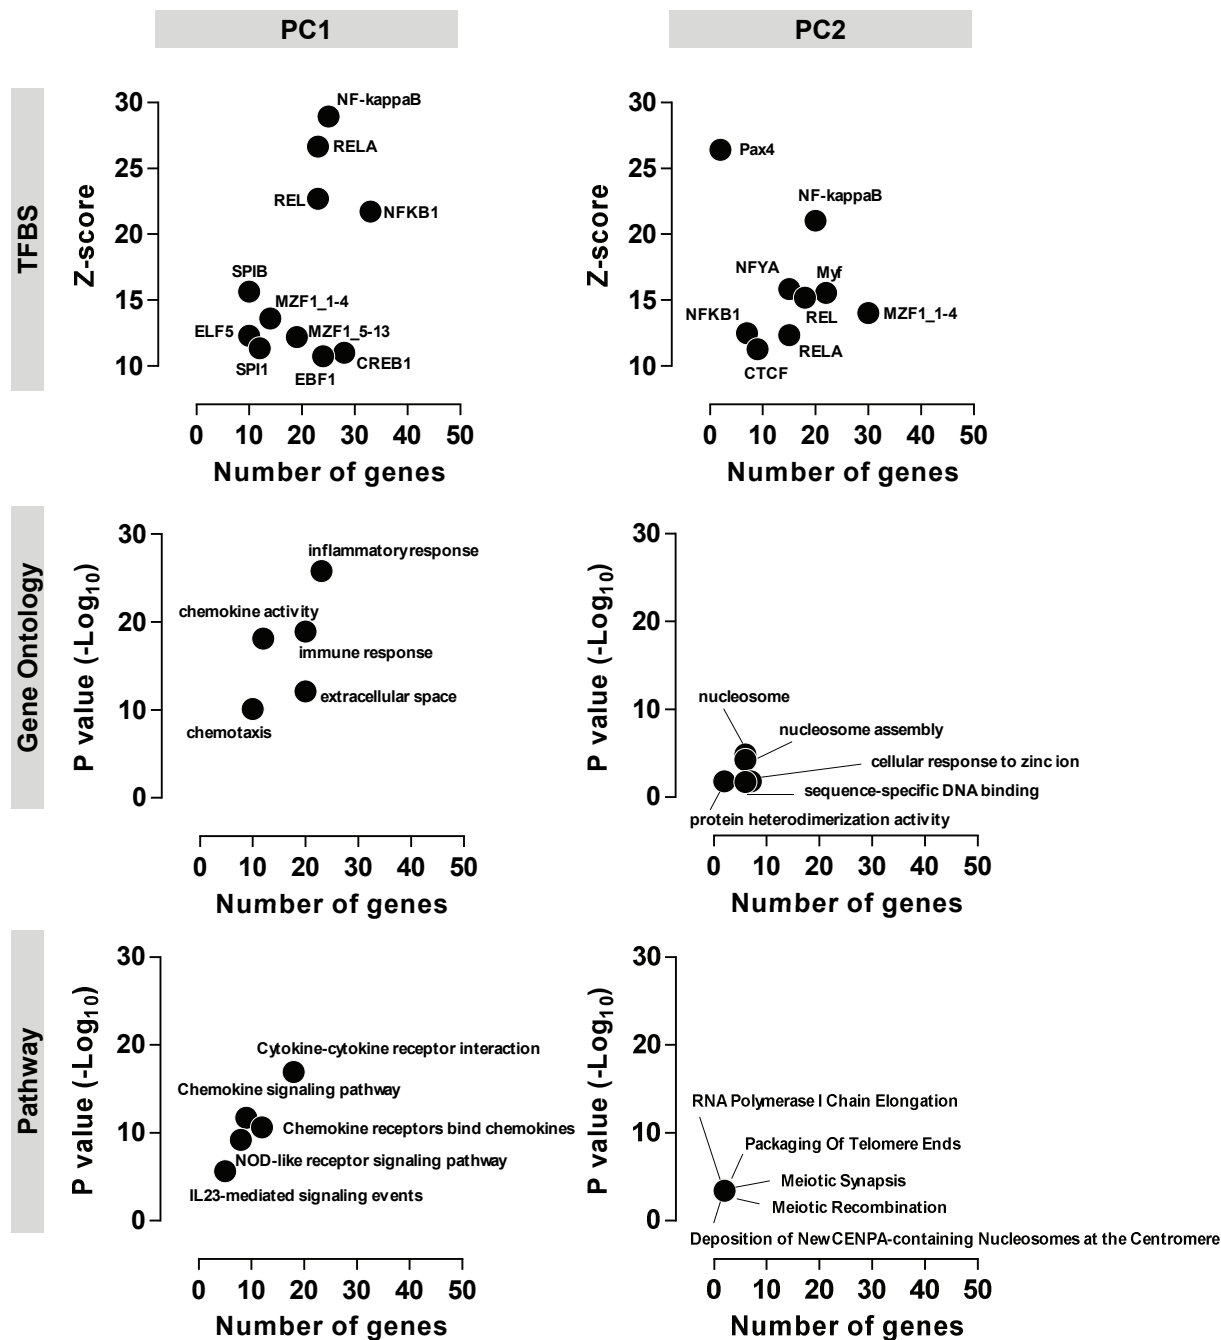 PC1
PC2
TFBS
Z-score
30
25
20
15
10
NF-kappaB
RELA
REL
NFKB1
SPIB
MZF1_1-4
ELF5
MZF1_5-13
SPI1
EBF1
CREB1
0 10 20 30 40 50
Number of genes
Z-score
30
25
20
15
10
Pax4
NF-kappaB
NFYA
Myf
NFKB1
REL
MZF1_1-4
RELA
CTCF
0 10 20 30 40 50
Number of genes
Gene Ontology
P value (-Log10)
30
20
10
0
inflammatory response
chemokine activity
immune response
extracellular space
chemotaxis
0 10 20 30 40 50
Number of genes
P value (-Log10)
30
20
10
0
nucleosome
nucleosome assembly
cellular response to zinc ion
sequence-specific DNA binding
protein heterodimerization activity
0 10 20 30 40 50
Number of genes
Pathway
P value (-Log10)
30
20
10
0
Cytokine-cytokine receptor interaction
Chemokine signaling pathway
Chemokine receptors bind chemokines
NOD-like receptor signaling pathway
IL23-mediated signaling events
0 10 20 30 40 50
Number of genes
P value (-Log10)
30
20
10
0
RNA Polymerase I Chain Elongation
Packaging Of Telomere Ends
Meiotic Synapsis
Meiotic Recombination
Deposition of New CENPA-containing Nucleosomes at the Centromere
0 10 20 30 40 50
Number of genes